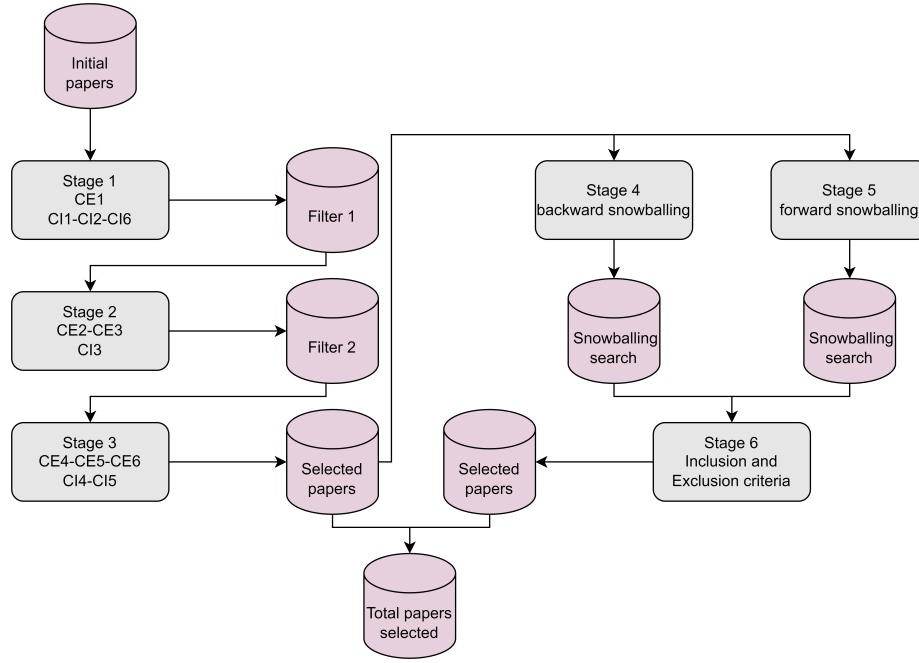 Initial
papers
Stage 1
CE1
CI1-CI2-CI6
Filter 1
Stage 2
CE2-CE3
CI3
Filter 2
Stage 3
CE4-CE5-CE6
CI4-CI5
Selected
papers
Stage 4
backward snowballing
Stage 5
forward snowballing
Snowballing
search
Snowballing
search
Stage 6
Inclusion and
Exclusion criteria
Selected
papers
Total papers
selected